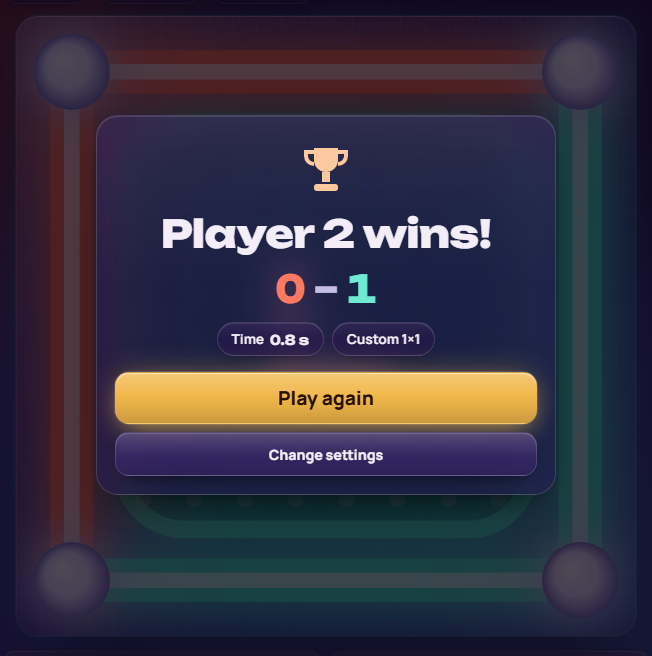 Player 2 wins!
0 – 1
Time 0.8 s Custom 1×1
Play again
Change settings